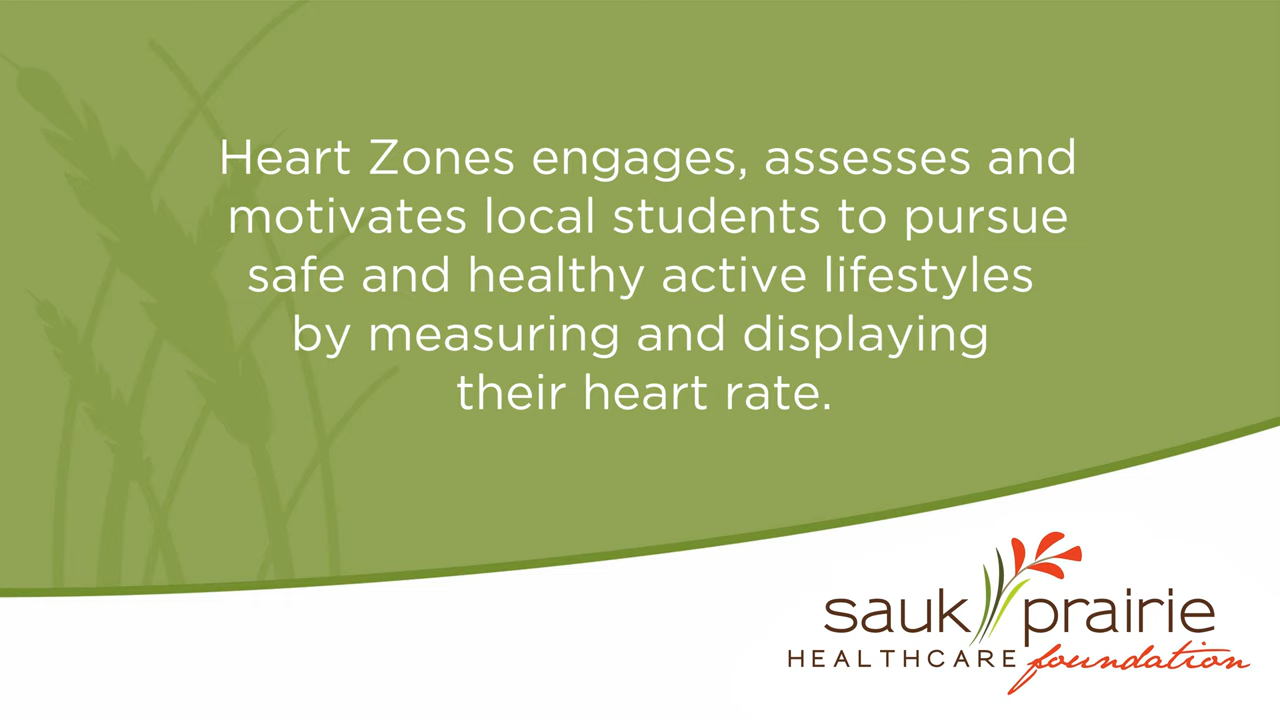 Heart Zones engages, assesses and
motivates local students to pursue
safe and healthy active lifestyles
by measuring and displaying
their heart rate.
sauk prairie
HEALTHCARE foundation